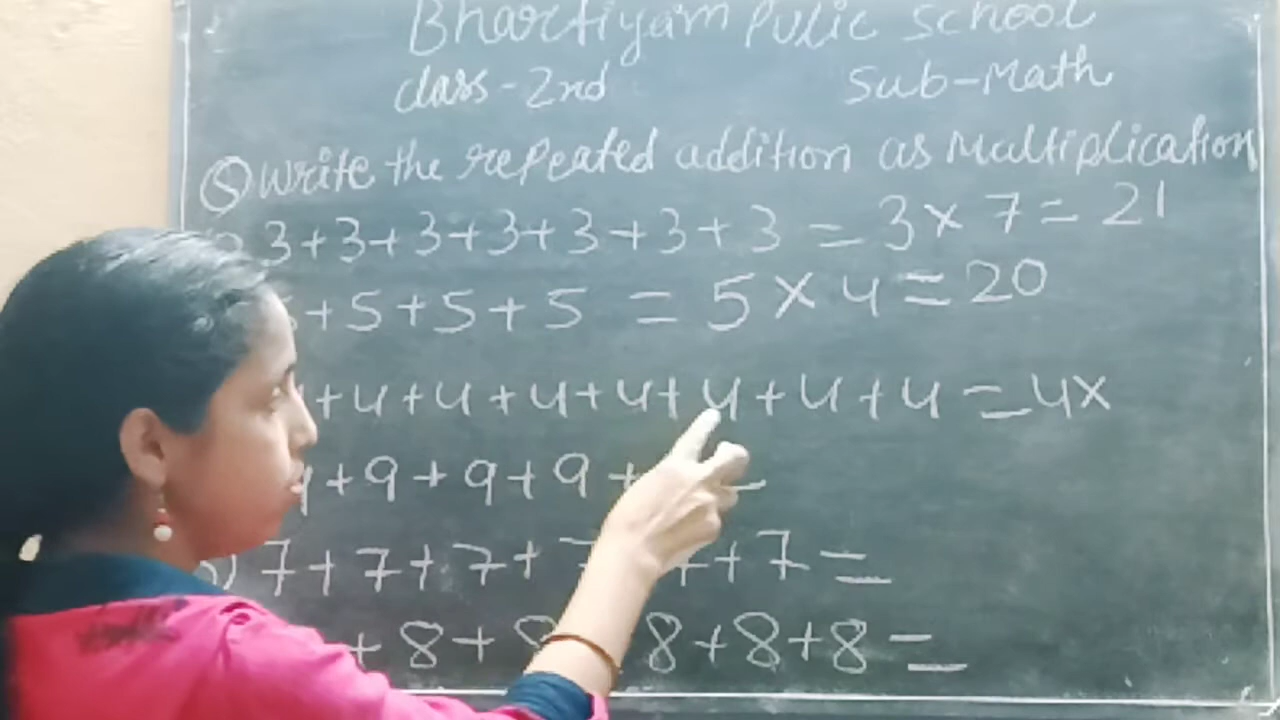 Bhartiyam Pulic School
class-2nd Sub-Math
⑤ Write the repeated addition as Multiplication
3+3+3+3+3+3+3 = 3×7=21
+5+5+5 = 5×4=20
+4+4+4+4+4+4+4=4×
+9+9+9+ =
7+7+7+7 +7=
+8+8 8+8+8=